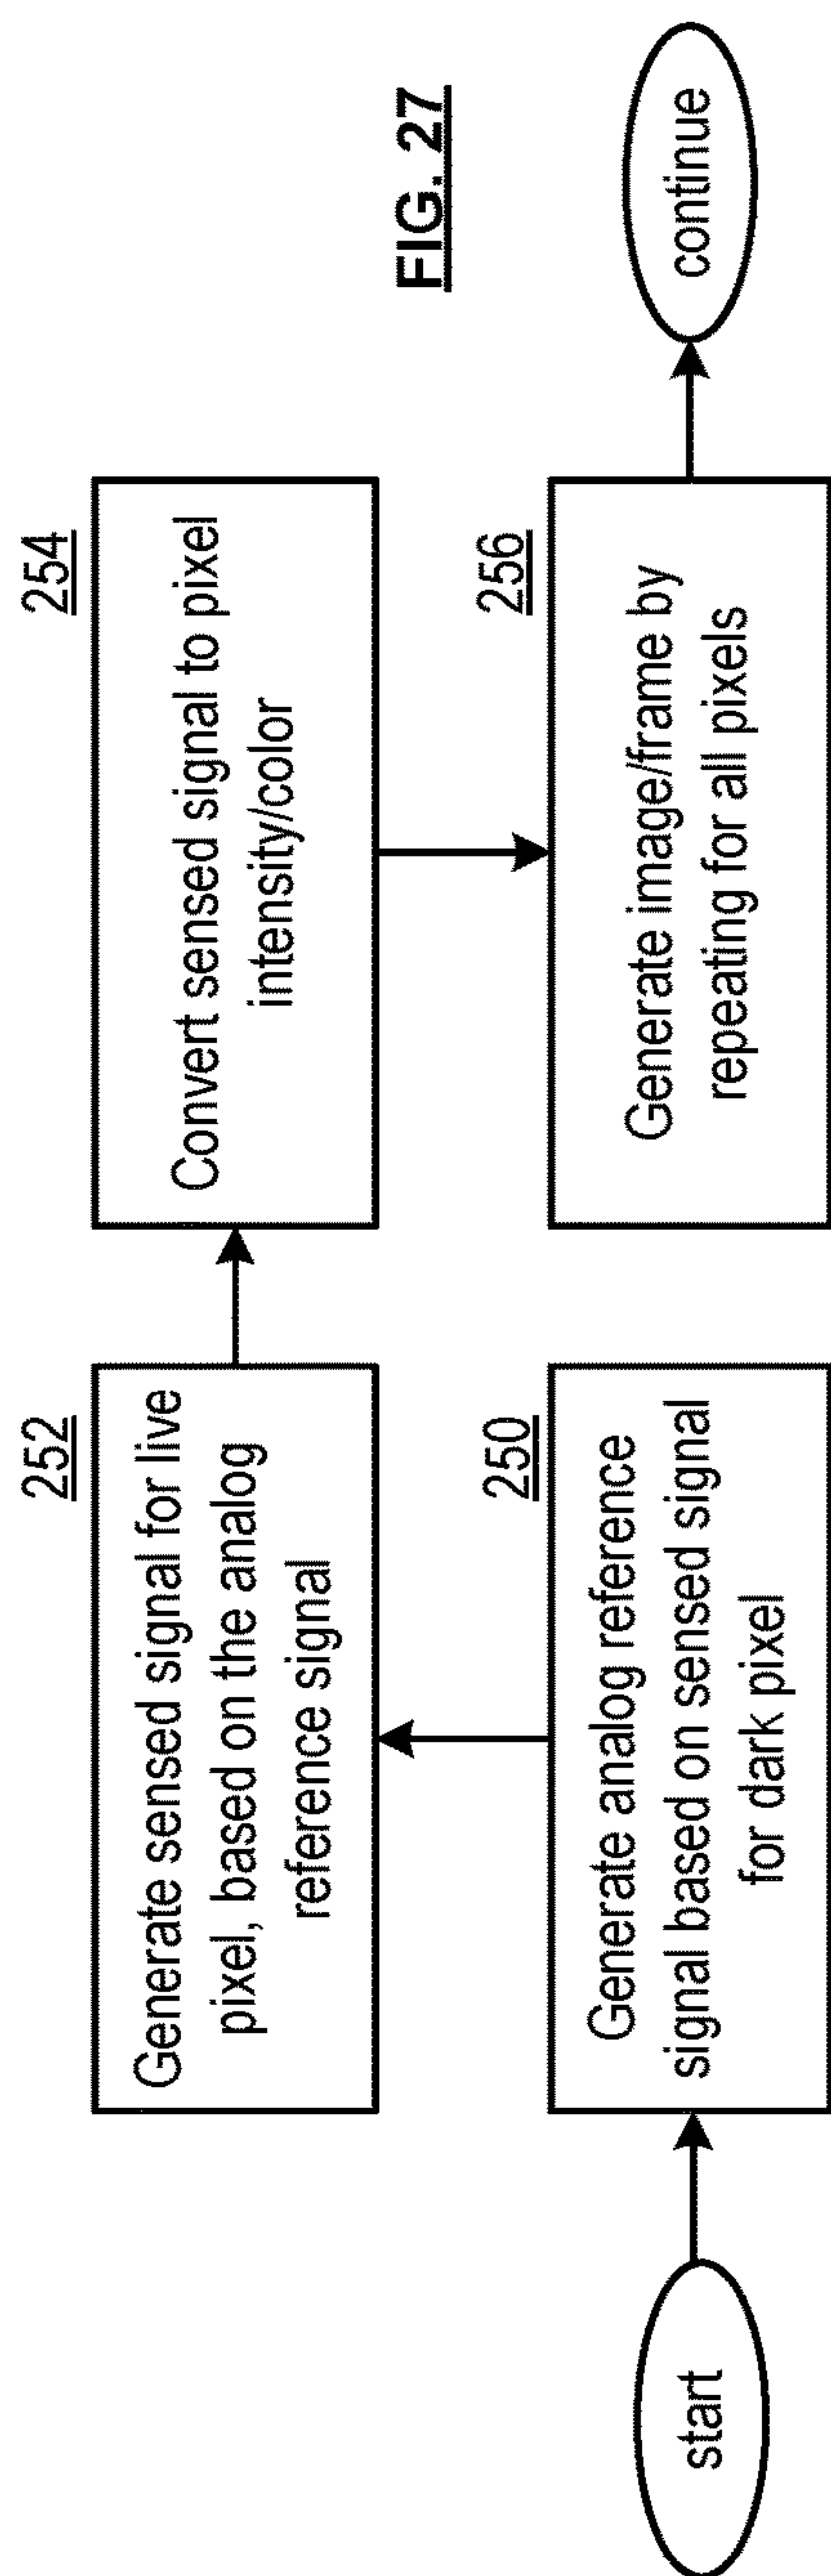 start
250
Generate analog reference
signal based on sensed signal
for dark pixel
252
Generate sensed signal for live
pixel, based on the analog
reference signal
254
Convert sensed signal to pixel
intensity/color
256
Generate image/frame by
repeating for all pixels
continue
FIG. 27